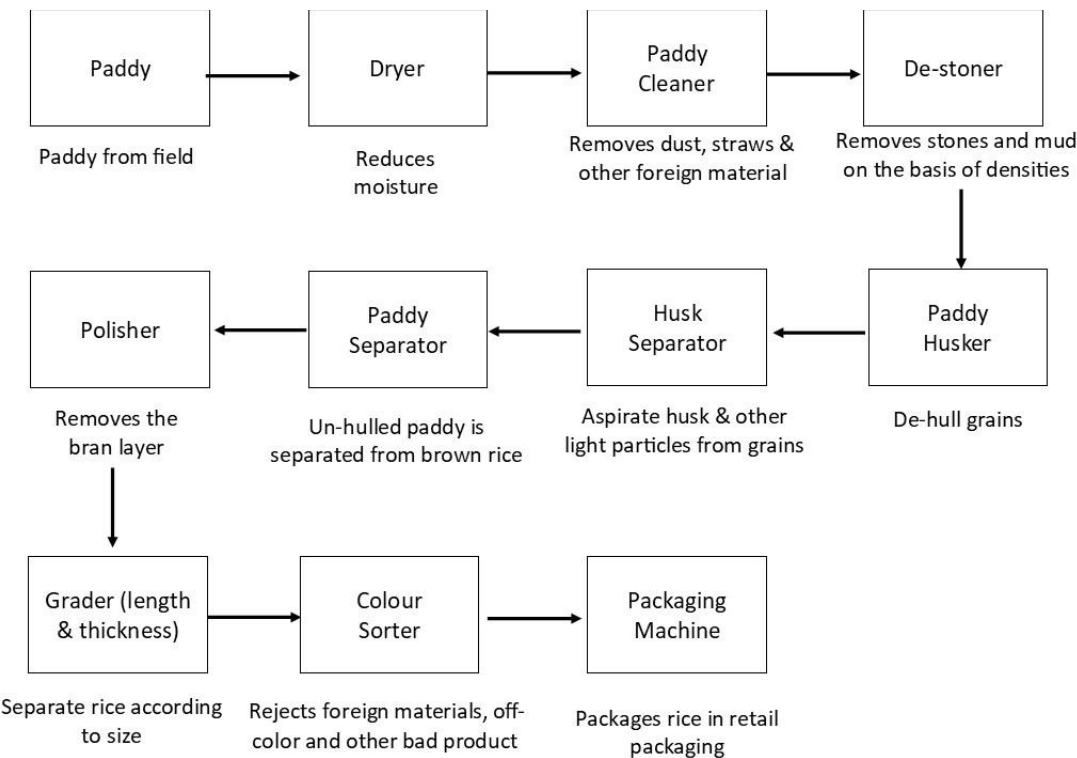 Paddy
Paddy from field
Dryer
Reduces
moisture
Paddy
Cleaner
Removes dust, straws &
other foreign material
De-stoner
Removes stones and mud
on the basis of densities
Paddy
Husker
De-hull grains
Husk
Separator
Aspirate husk & other
light particles from grains
Paddy
Separator
Un-hulled paddy is
separated from brown rice
Polisher
Removes the
bran layer
Grader (length
& thickness)
Separate rice according
to size
Colour
Sorter
Rejects foreign materials, off-
color and other bad product
Packaging
Machine
Packages rice in retail
packaging